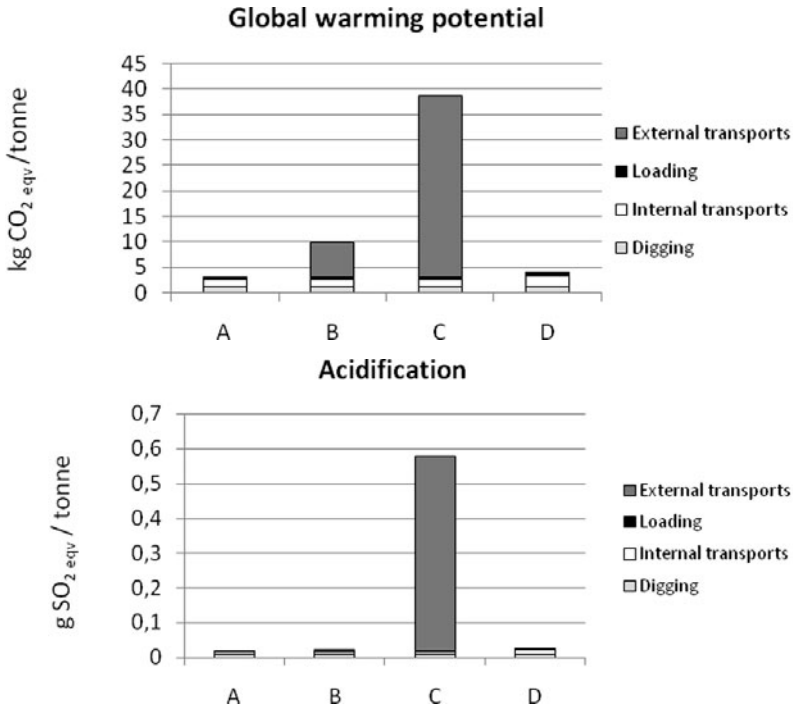 Global warming potential
kg CO2 eqv /tonne
45
40
35
30
25
20
15
10
5
0
A B C D
External transports
Loading
Internal transports
Digging
Acidification
g SO2 eqv / tonne
0,7
0,6
0,5
0,4
0,3
0,2
0,1
0
A B C D
External transports
Loading
Internal transports
Digging